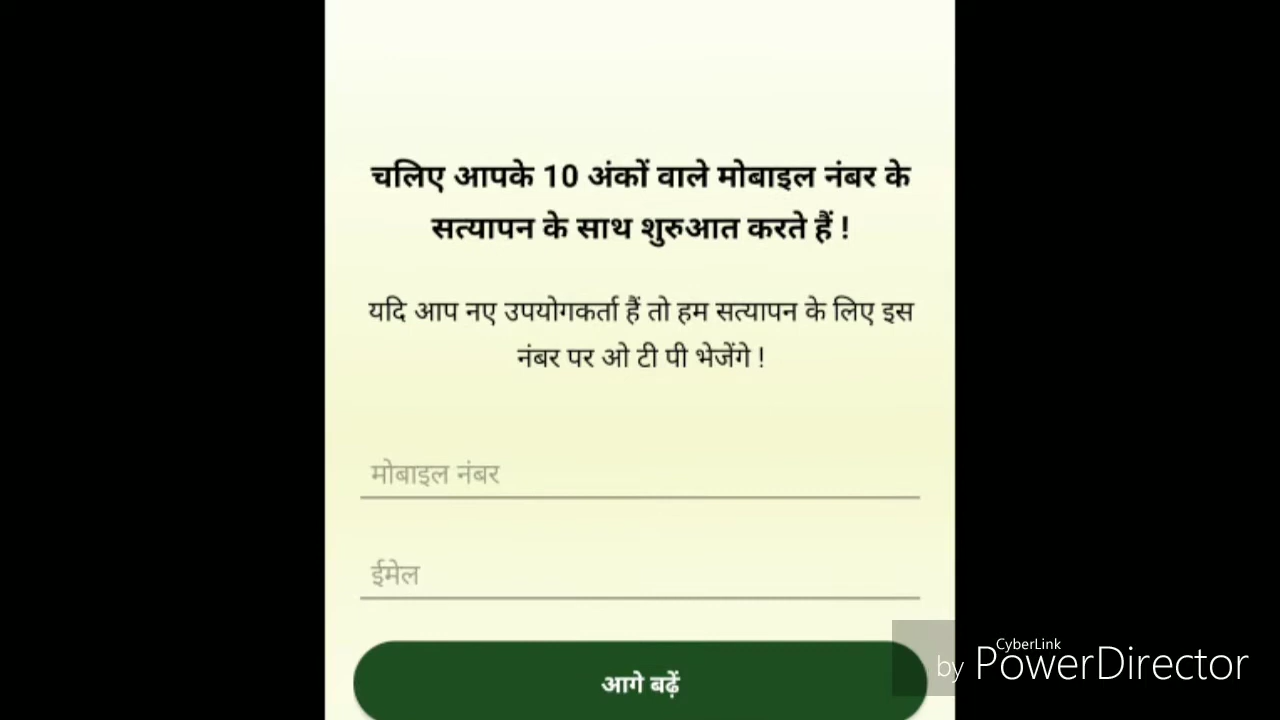 चलिए आपके 10 अंकों वाले मोबाइल नंबर के
सत्यापन के साथ शुरुआत करते हैं !
यदि आप नए उपयोगकर्ता हैं तो हम सत्यापन के लिए इस
नंबर पर ओ टी पी भेजेंगे !
मोबाइल नंबर
ईमेल
आगे बढ़ें
CyberLink
by PowerDirector